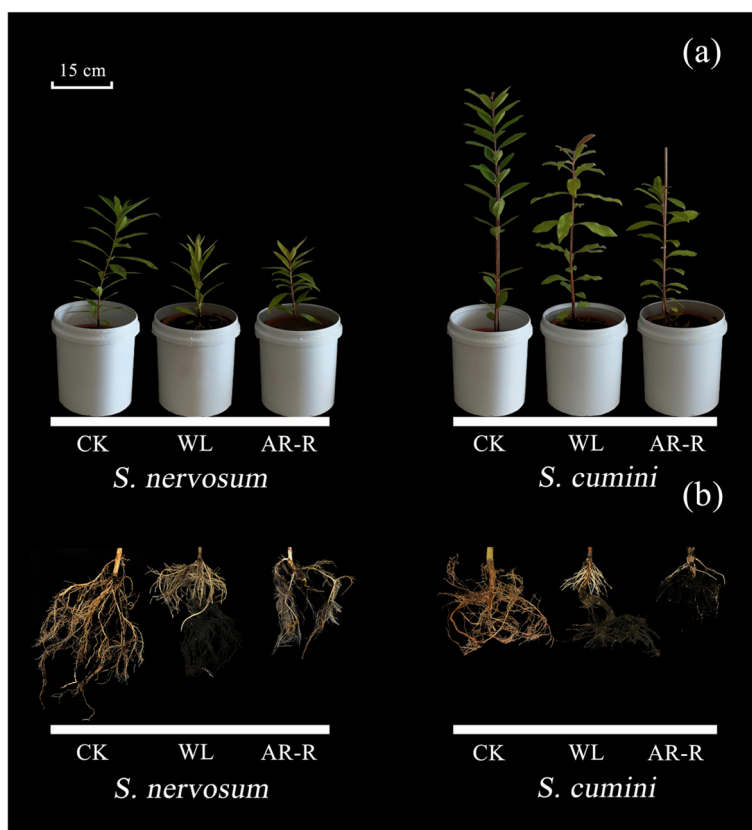 (a)
15 cm
CK WL AR-R CK WL AR-R
S. nervosum S. cumini
(b)
CK WL AR-R CK WL AR-R
S. nervosum S. cumini